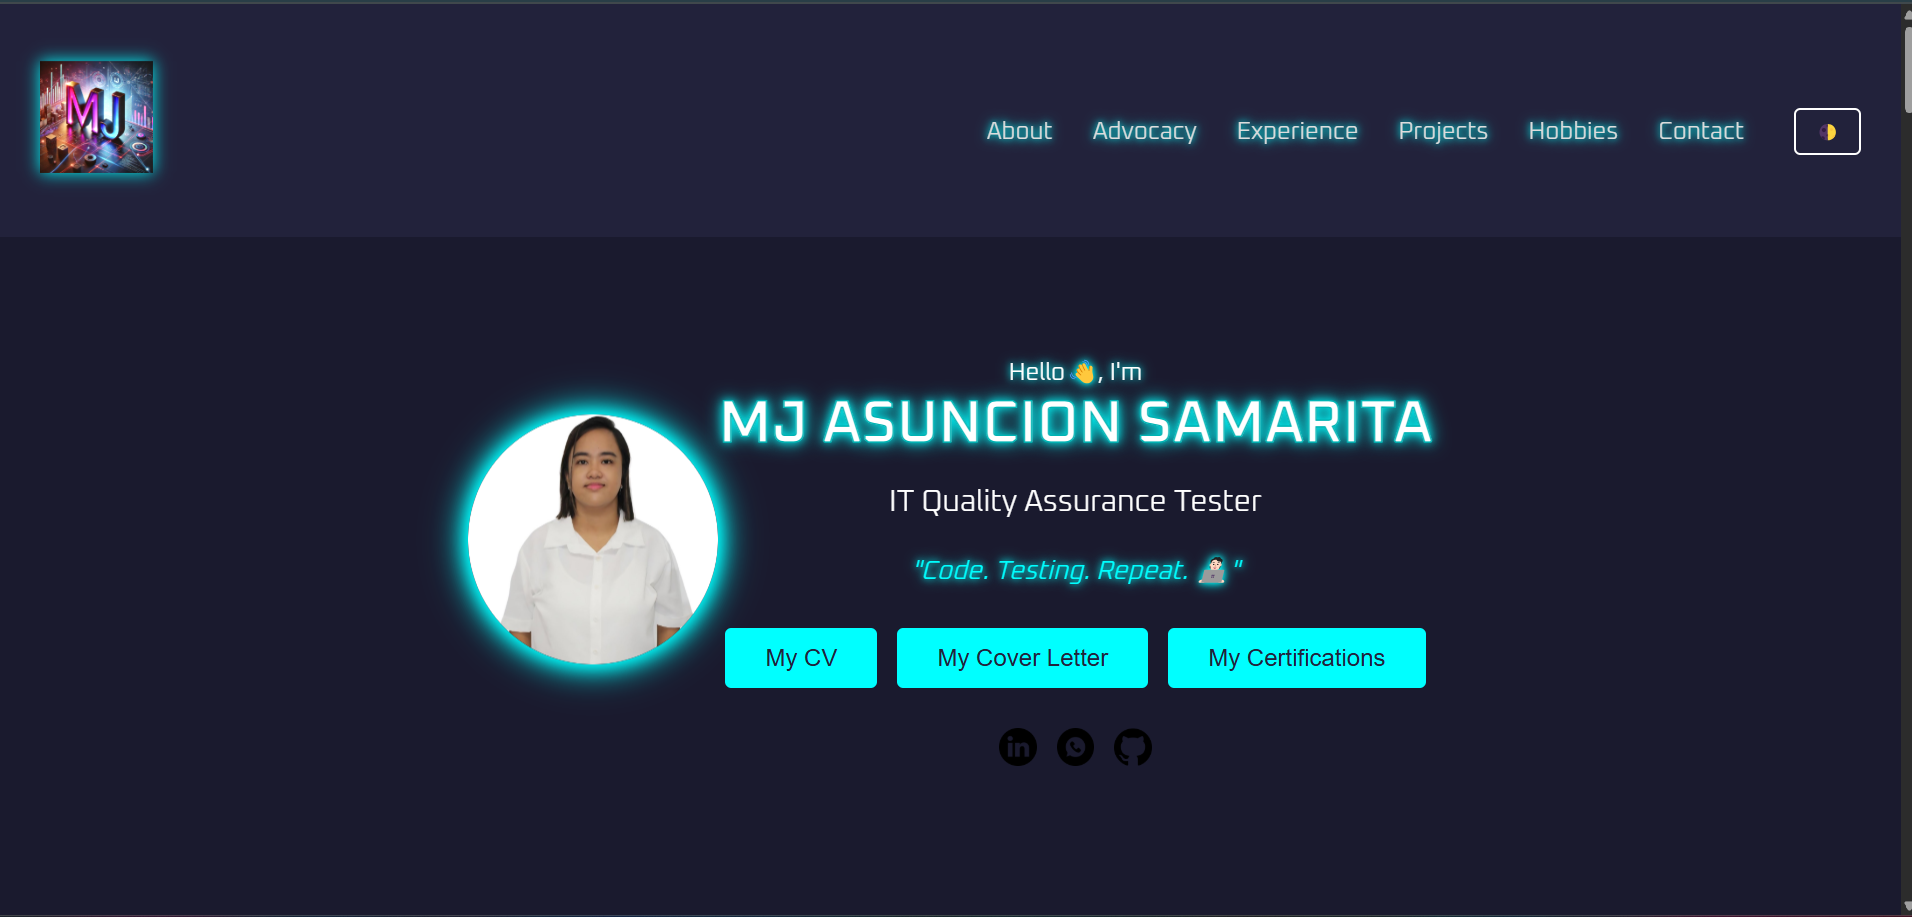 MJ
About Advocacy Experience Projects Hobbies Contact
Hello 👋, I'm
MJ ASUNCION SAMARITA
IT Quality Assurance Tester
"Code. Testing. Repeat. 👨🏻‍💻 "
My CV My Cover Letter My Certifications
in